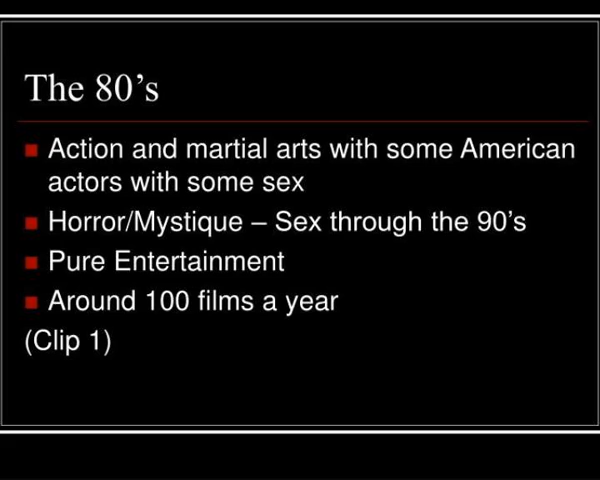 The 80’s
Action and martial arts with some American
actors with some sex
Horror/Mystique – Sex through the 90’s
Pure Entertainment
Around 100 films a year
(Clip 1)